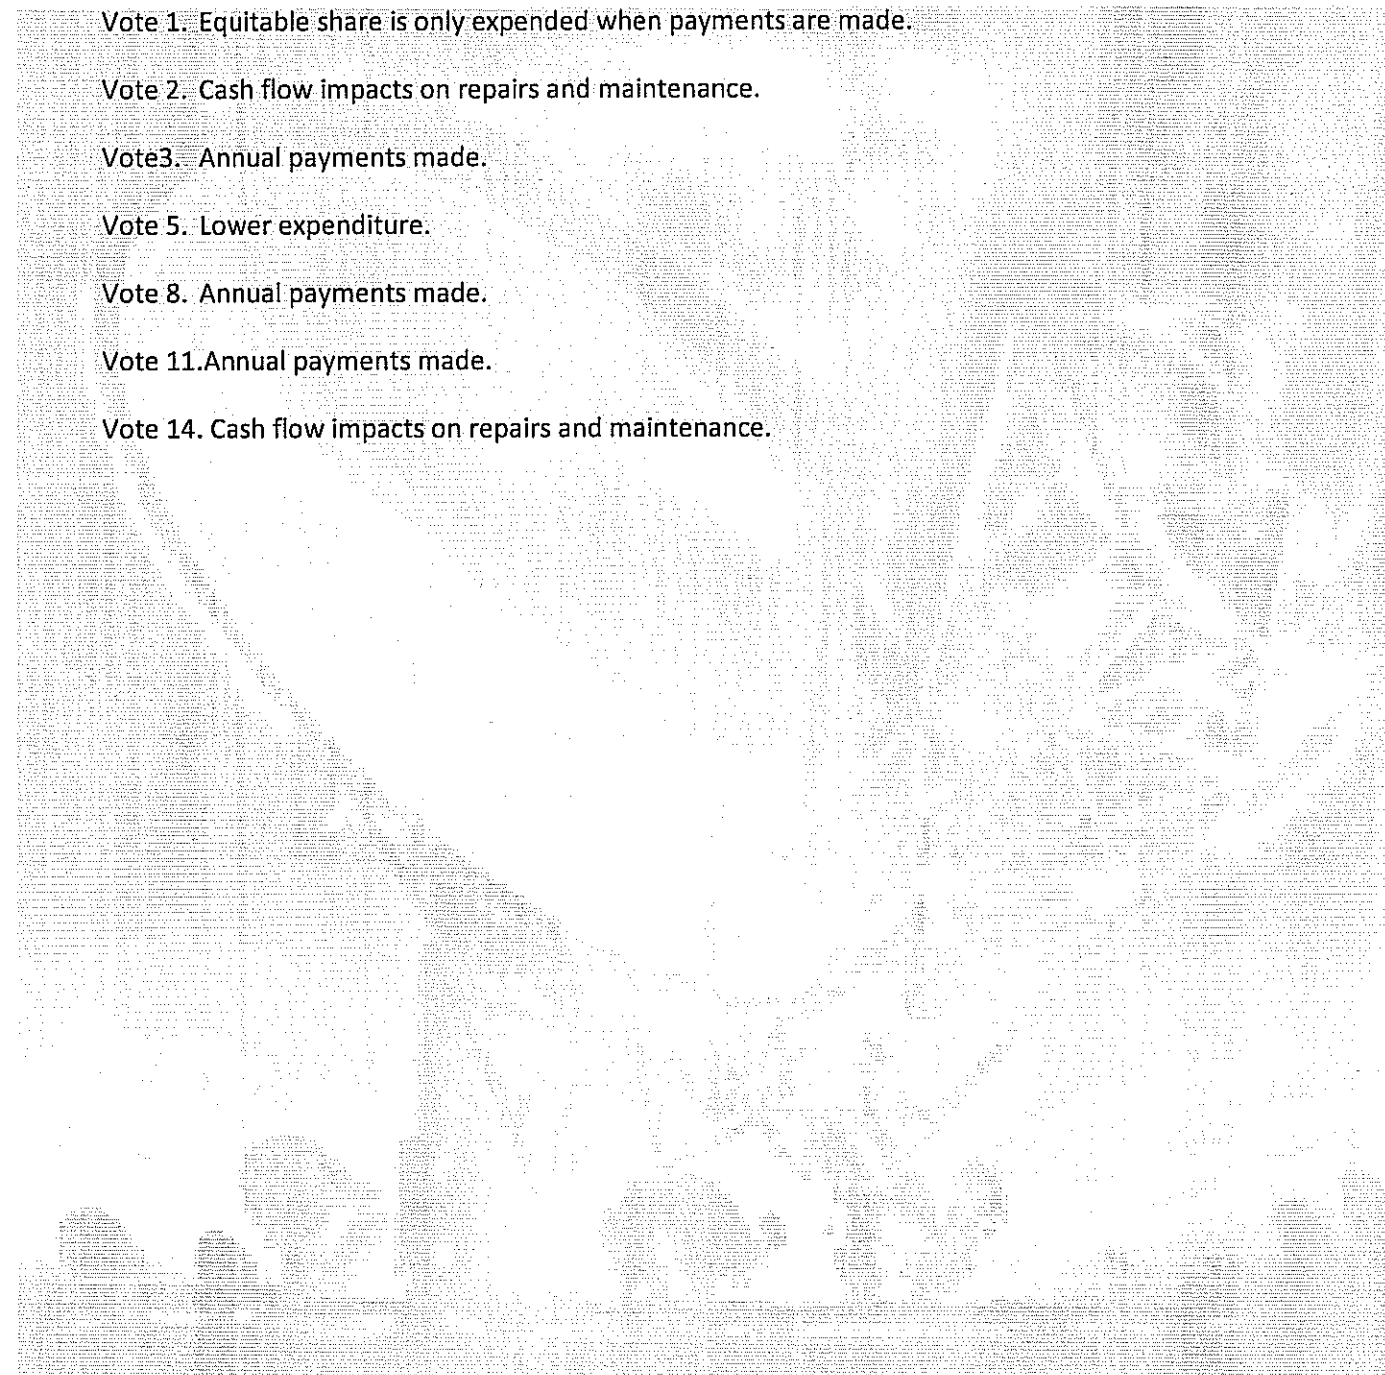 Vote 1. Equitable share is only expended when payments are made.
Vote 2. Cash flow impacts on repairs and maintenance.
Vote3. Annual payments made.
Vote 5. Lower expenditure.
Vote 8. Annual payments made.
Vote 11.Annual payments made.
Vote 14. Cash flow impacts on repairs and maintenance.